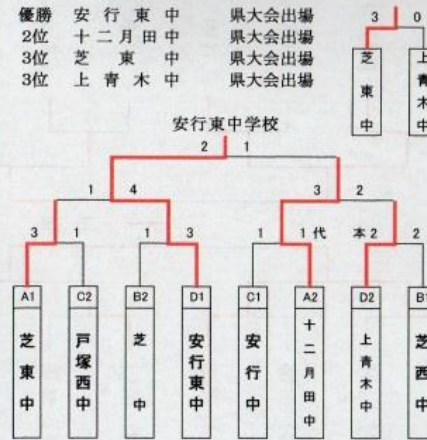 優勝 安行東中 県大会出場
2位 十二月田中 県大会出場
3位 芝東中 県大会出場
3位 上青木中 県大会出場
3 0
芝東中 上青木中
安行東中学校
2 1
1 4 3 2
3 1 1 3 1 1代 本2 2
A1 C2 B2 D1 C1 A2 D2 B1
芝東中 戸塚西中 芝中 安行東中 安行中 十二月田中 上青木中 芝西中